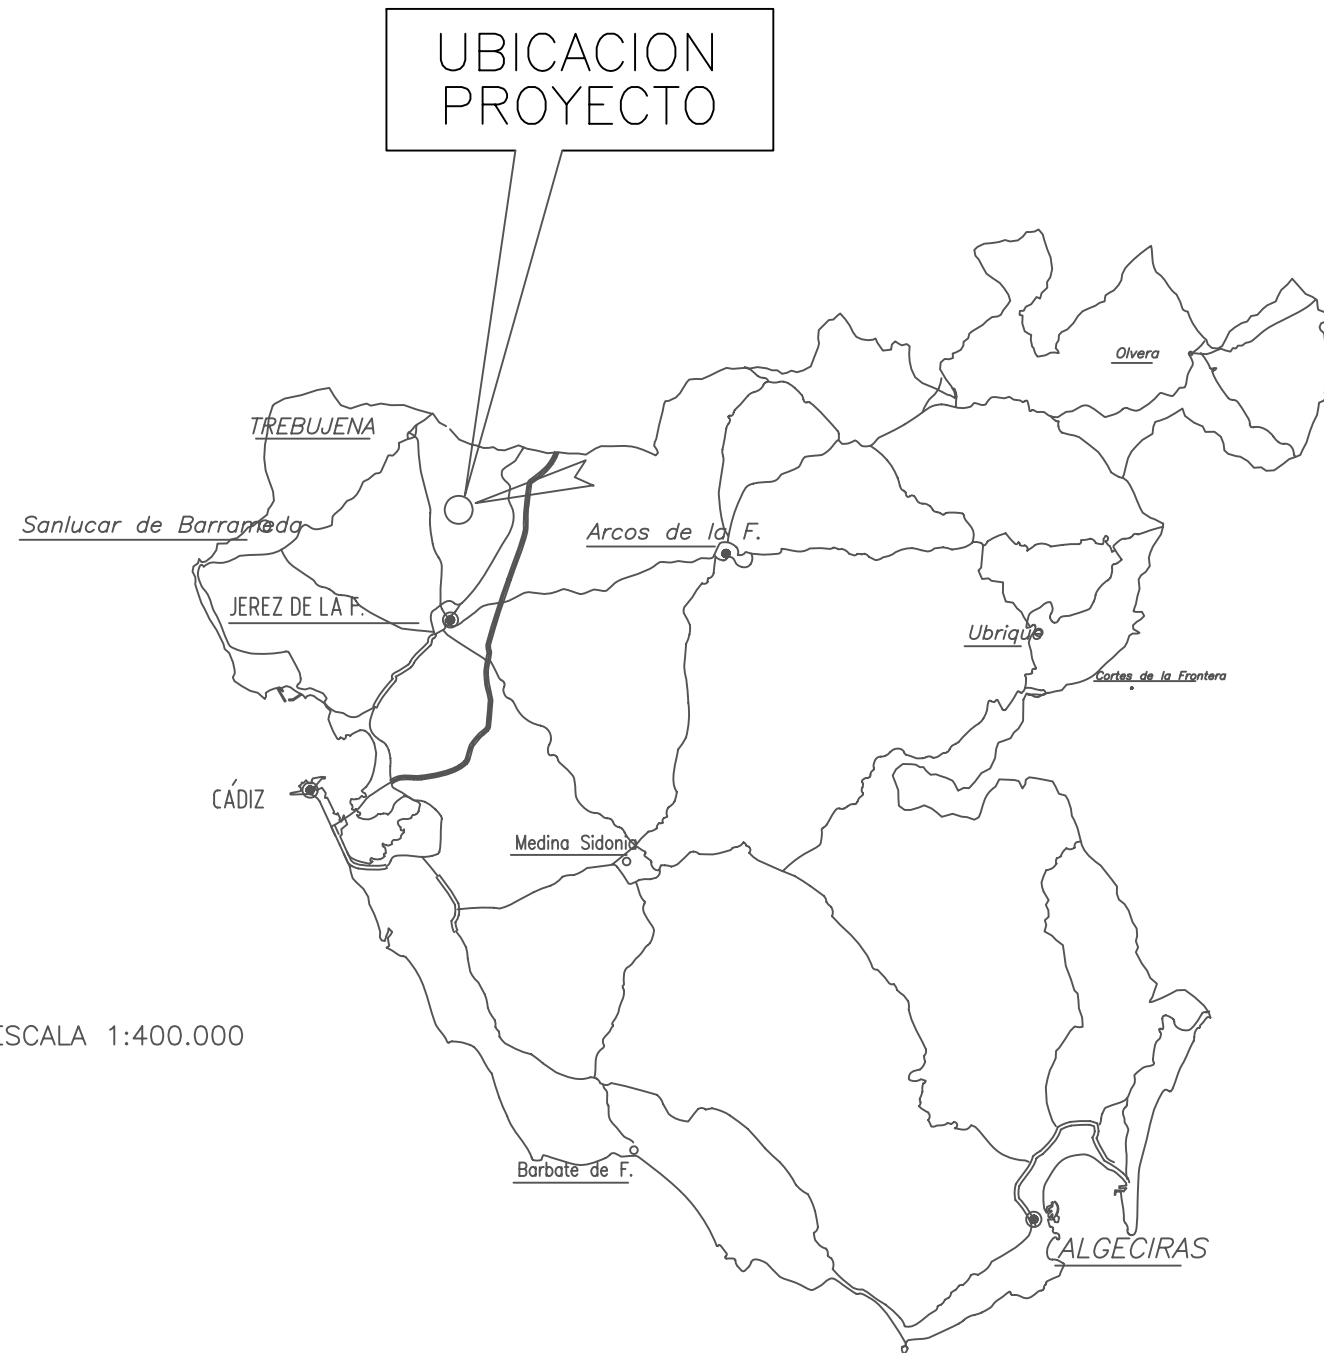 UBICACION
PROYECTO
Olvera
TREBUJENA
Sanlucar de Barrameda
Arcos de la F.
JEREZ DE LA F.
Ubrique
Cortes de la Frontera
CÁDIZ
Medina Sidonia
ESCALA 1:400.000
Barbate de F.
ALGECIRAS